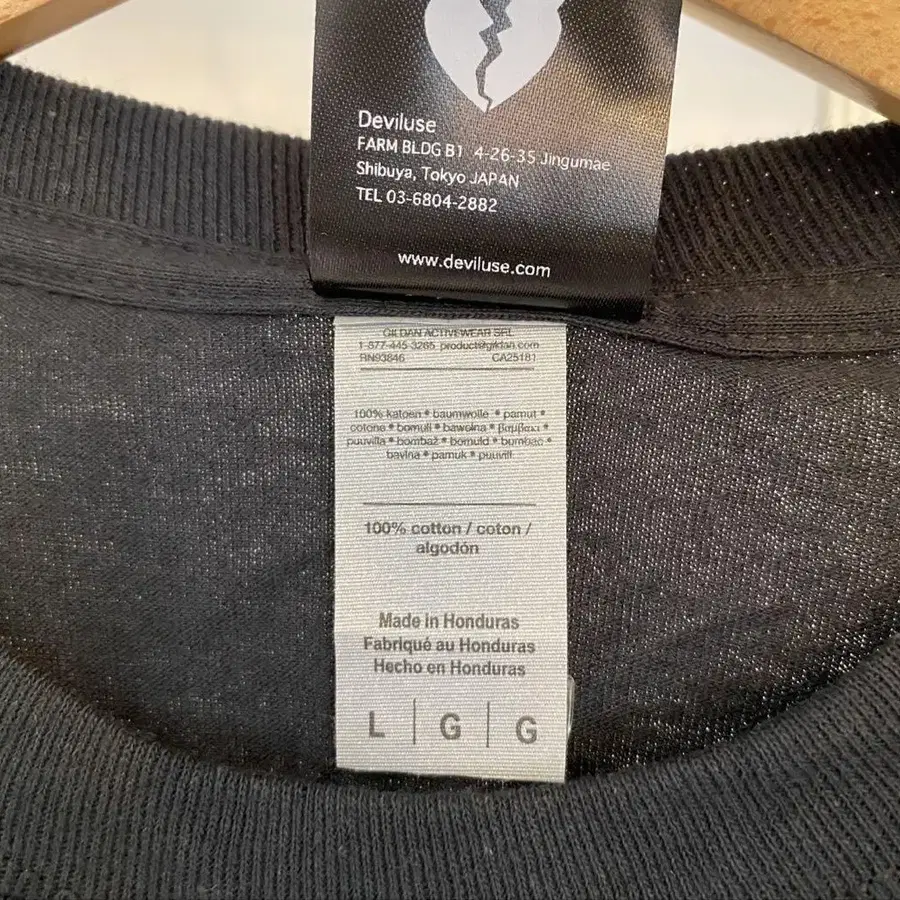 Deviluse
FARM BLDG B1 4-26-35 Jingumae
Shibuya, Tokyo JAPAN
TEL 03-6804-2882
www.deviluse.com
GILDAN ACTIVEWEAR SRL
1-877-445-3265 product@gildan.com
RN93846 CA25181
100% katoen * baumwolle * pamut *
cotone * bomull * bawełna * βαμβακι *
puuvilla * bombaž * bomuld * bumbac *
bavlna * pamuk * puuvill
100% cotton / coton /
algodón
Made in Honduras
Fabriqué au Honduras
Hecho en Honduras
L | G | G